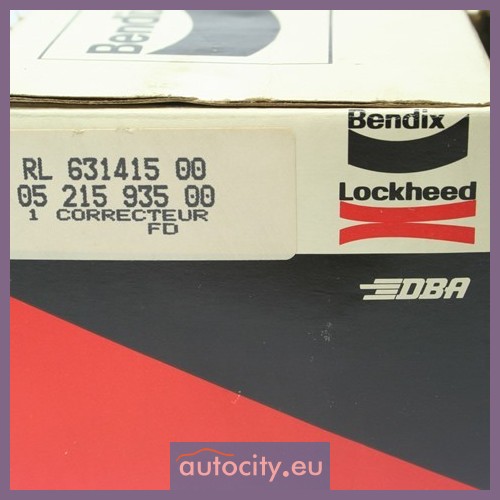 Bendix
Bendix
Lockheed
RL 631415 00
05 215 935 00
1 CORRECTEUR
FD
DBA
autocity.eu